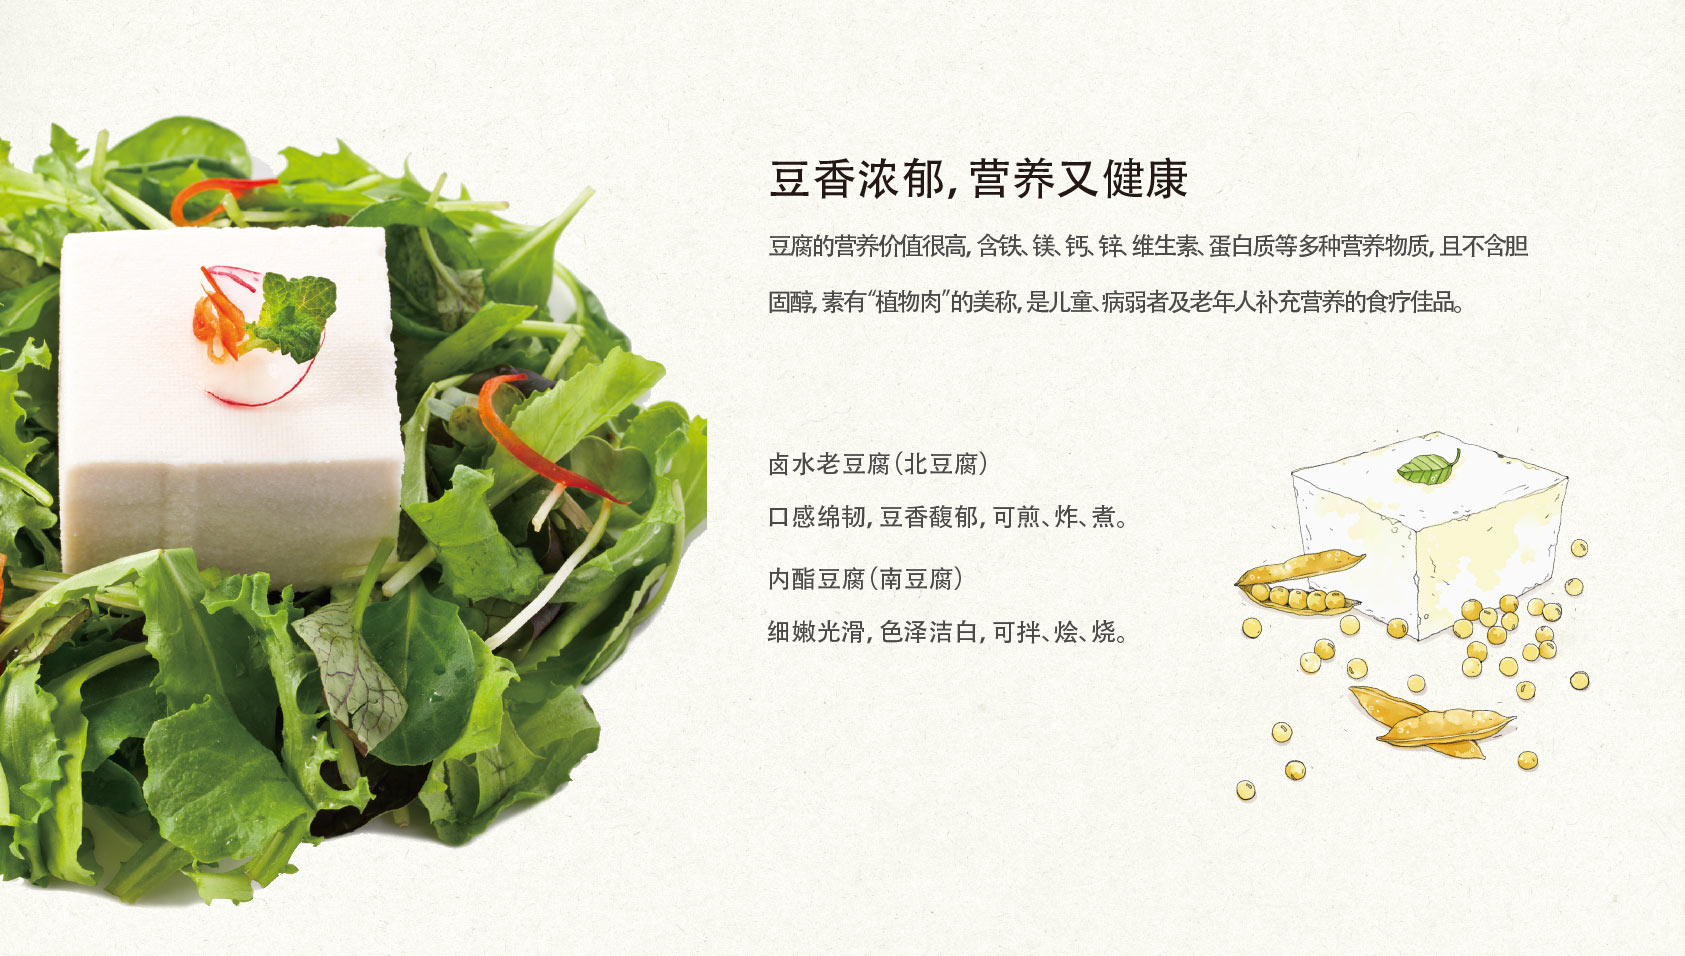 豆香浓郁, 营养又健康
豆腐的营养价值很高, 含铁、镁、钙、锌、维生素、蛋白质等多种营养物质, 且不含胆
固醇, 素有“植物肉”的美称, 是儿童、病弱者及老年人补充营养的食疗佳品。
卤水老豆腐(北豆腐)
口感绵韧, 豆香馥郁, 可煎、炸、煮。
内酯豆腐(南豆腐)
细嫩光滑, 色泽洁白, 可拌、烩、烧。